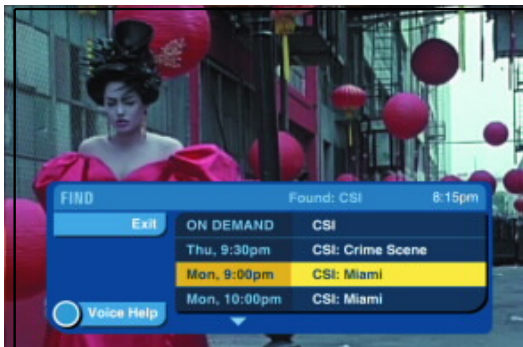 FIND Found: CSI 8:15pm
Exit
ON DEMAND CSI
Thu, 9:30pm CSI: Crime Scene
Mon, 9:00pm CSI: Miami
Mon, 10:00pm CSI: Miami
Voice Help